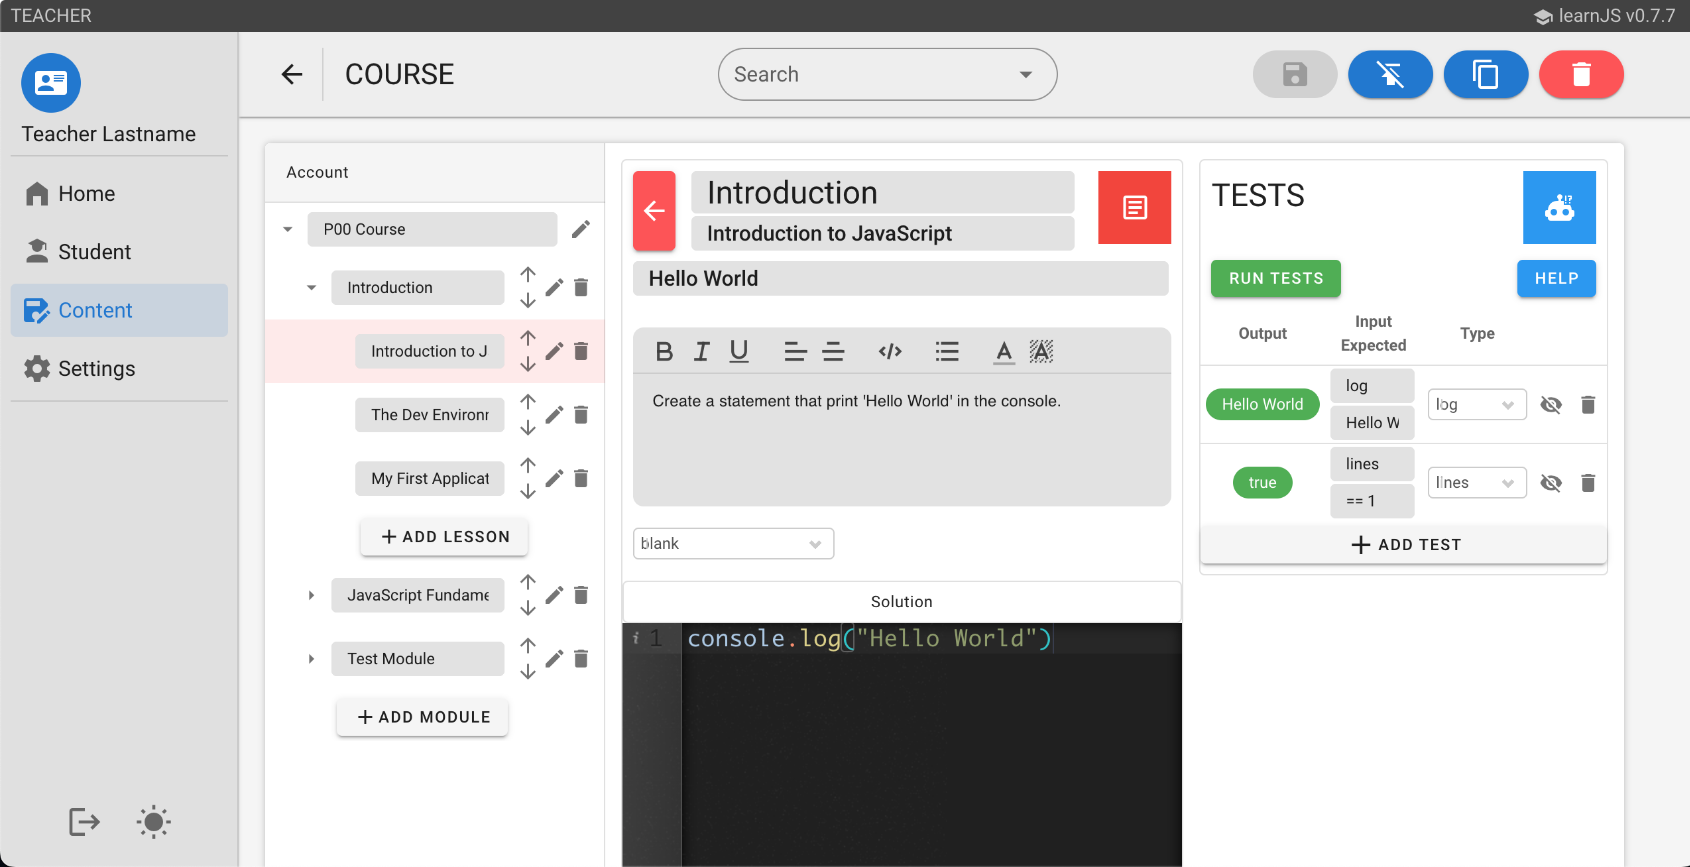 TEACHER
learnJS v0.7.7
Teacher Lastname
Home
Student
Content
Settings
COURSE
Search
Account
P00 Course
Introduction
Introduction to J
The Dev Environ
My First Applicat
ADD LESSON
JavaScript Fundame
Test Module
ADD MODULE
Introduction
Introduction to JavaScript
Hello World
B I U </> A A
Create a statement that print 'Hello World' in the console.
blank
Solution
i 1 console.log("Hello World")
TESTS
RUN TESTS
HELP
Output
Input
Expected
Type
Hello World
log
Hello W
log
true
lines
== 1
lines
ADD TEST